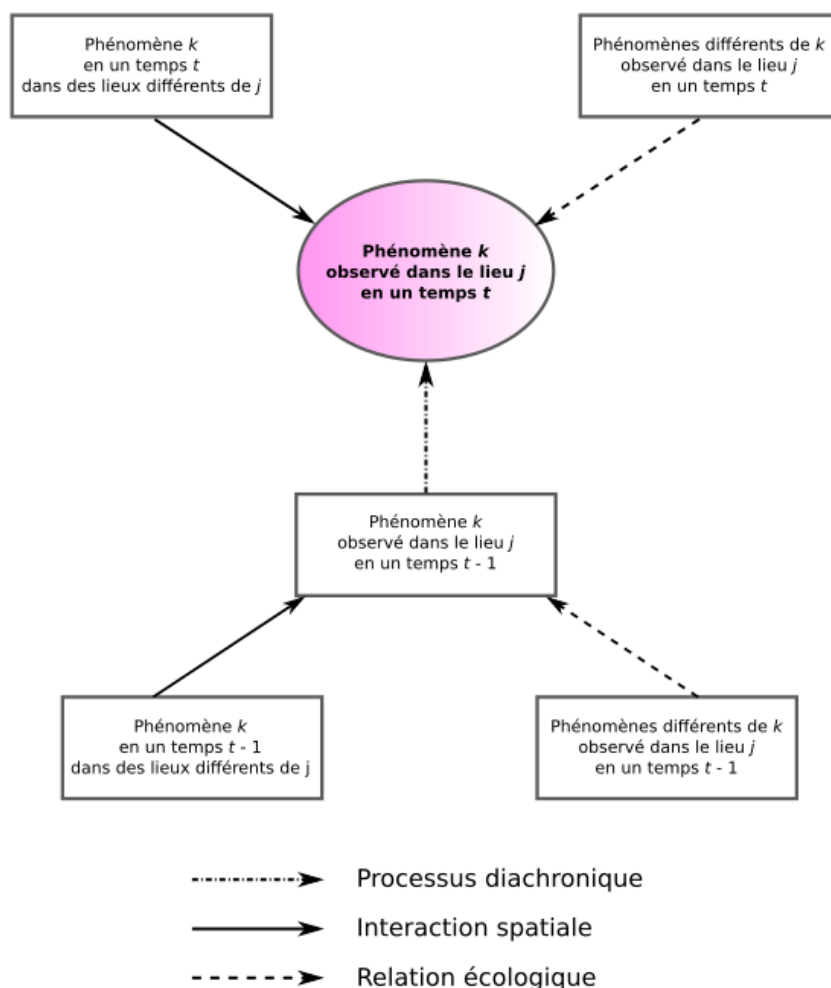 Phénomène k
en un temps t
dans des lieux différents de j
Phénomènes différents de k
observé dans le lieu j
en un temps t
Phénomène k
observé dans le lieu j
en un temps t
Phénomène k
observé dans le lieu j
en un temps t - 1
Phénomène k
en un temps t - 1
dans des lieux différents de j
Phénomènes différents de k
observé dans le lieu j
en un temps t - 1
Processus diachronique
Interaction spatiale
Relation écologique